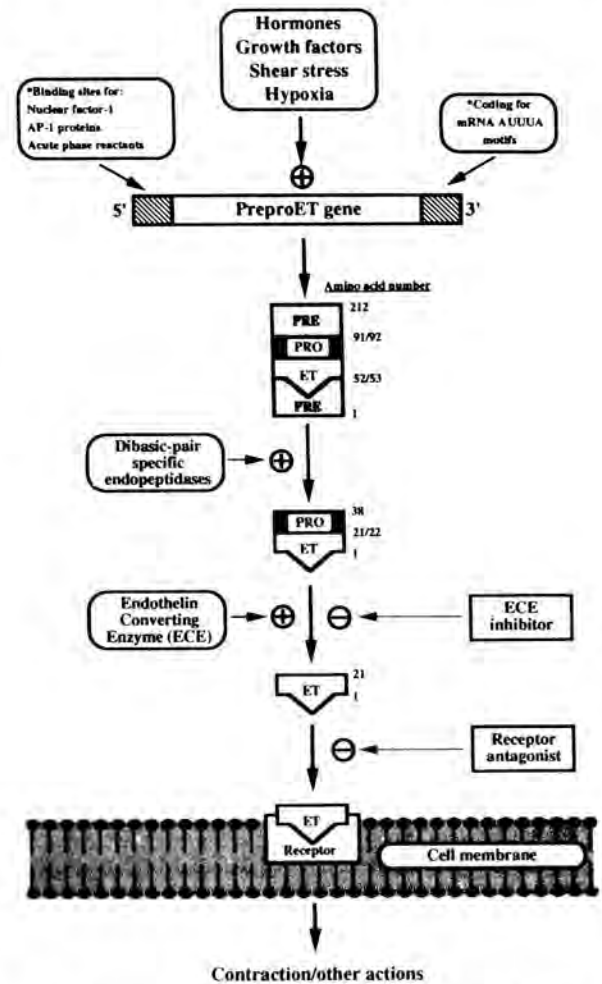 Hormones
Growth factors
Shear stress
Hypoxia
*Binding sites for:
Nuclear factor-1
AP-1 proteins
Acute phase reactants
*Coding for
mRNA AUUUA
motifs
5' PreproET gene 3'
Amino acid number
212
PRE
91/92
PRO
ET
52/53
PRE
1
Dibasic-pair
specific
endopeptidases
38
PRO
21/22
ET
1
Endothelin
Converting
Enzyme (ECE)
ECE
inhibitor
21
ET
1
Receptor
antagonist
ET
Receptor
Cell membrane
Contraction/other actions